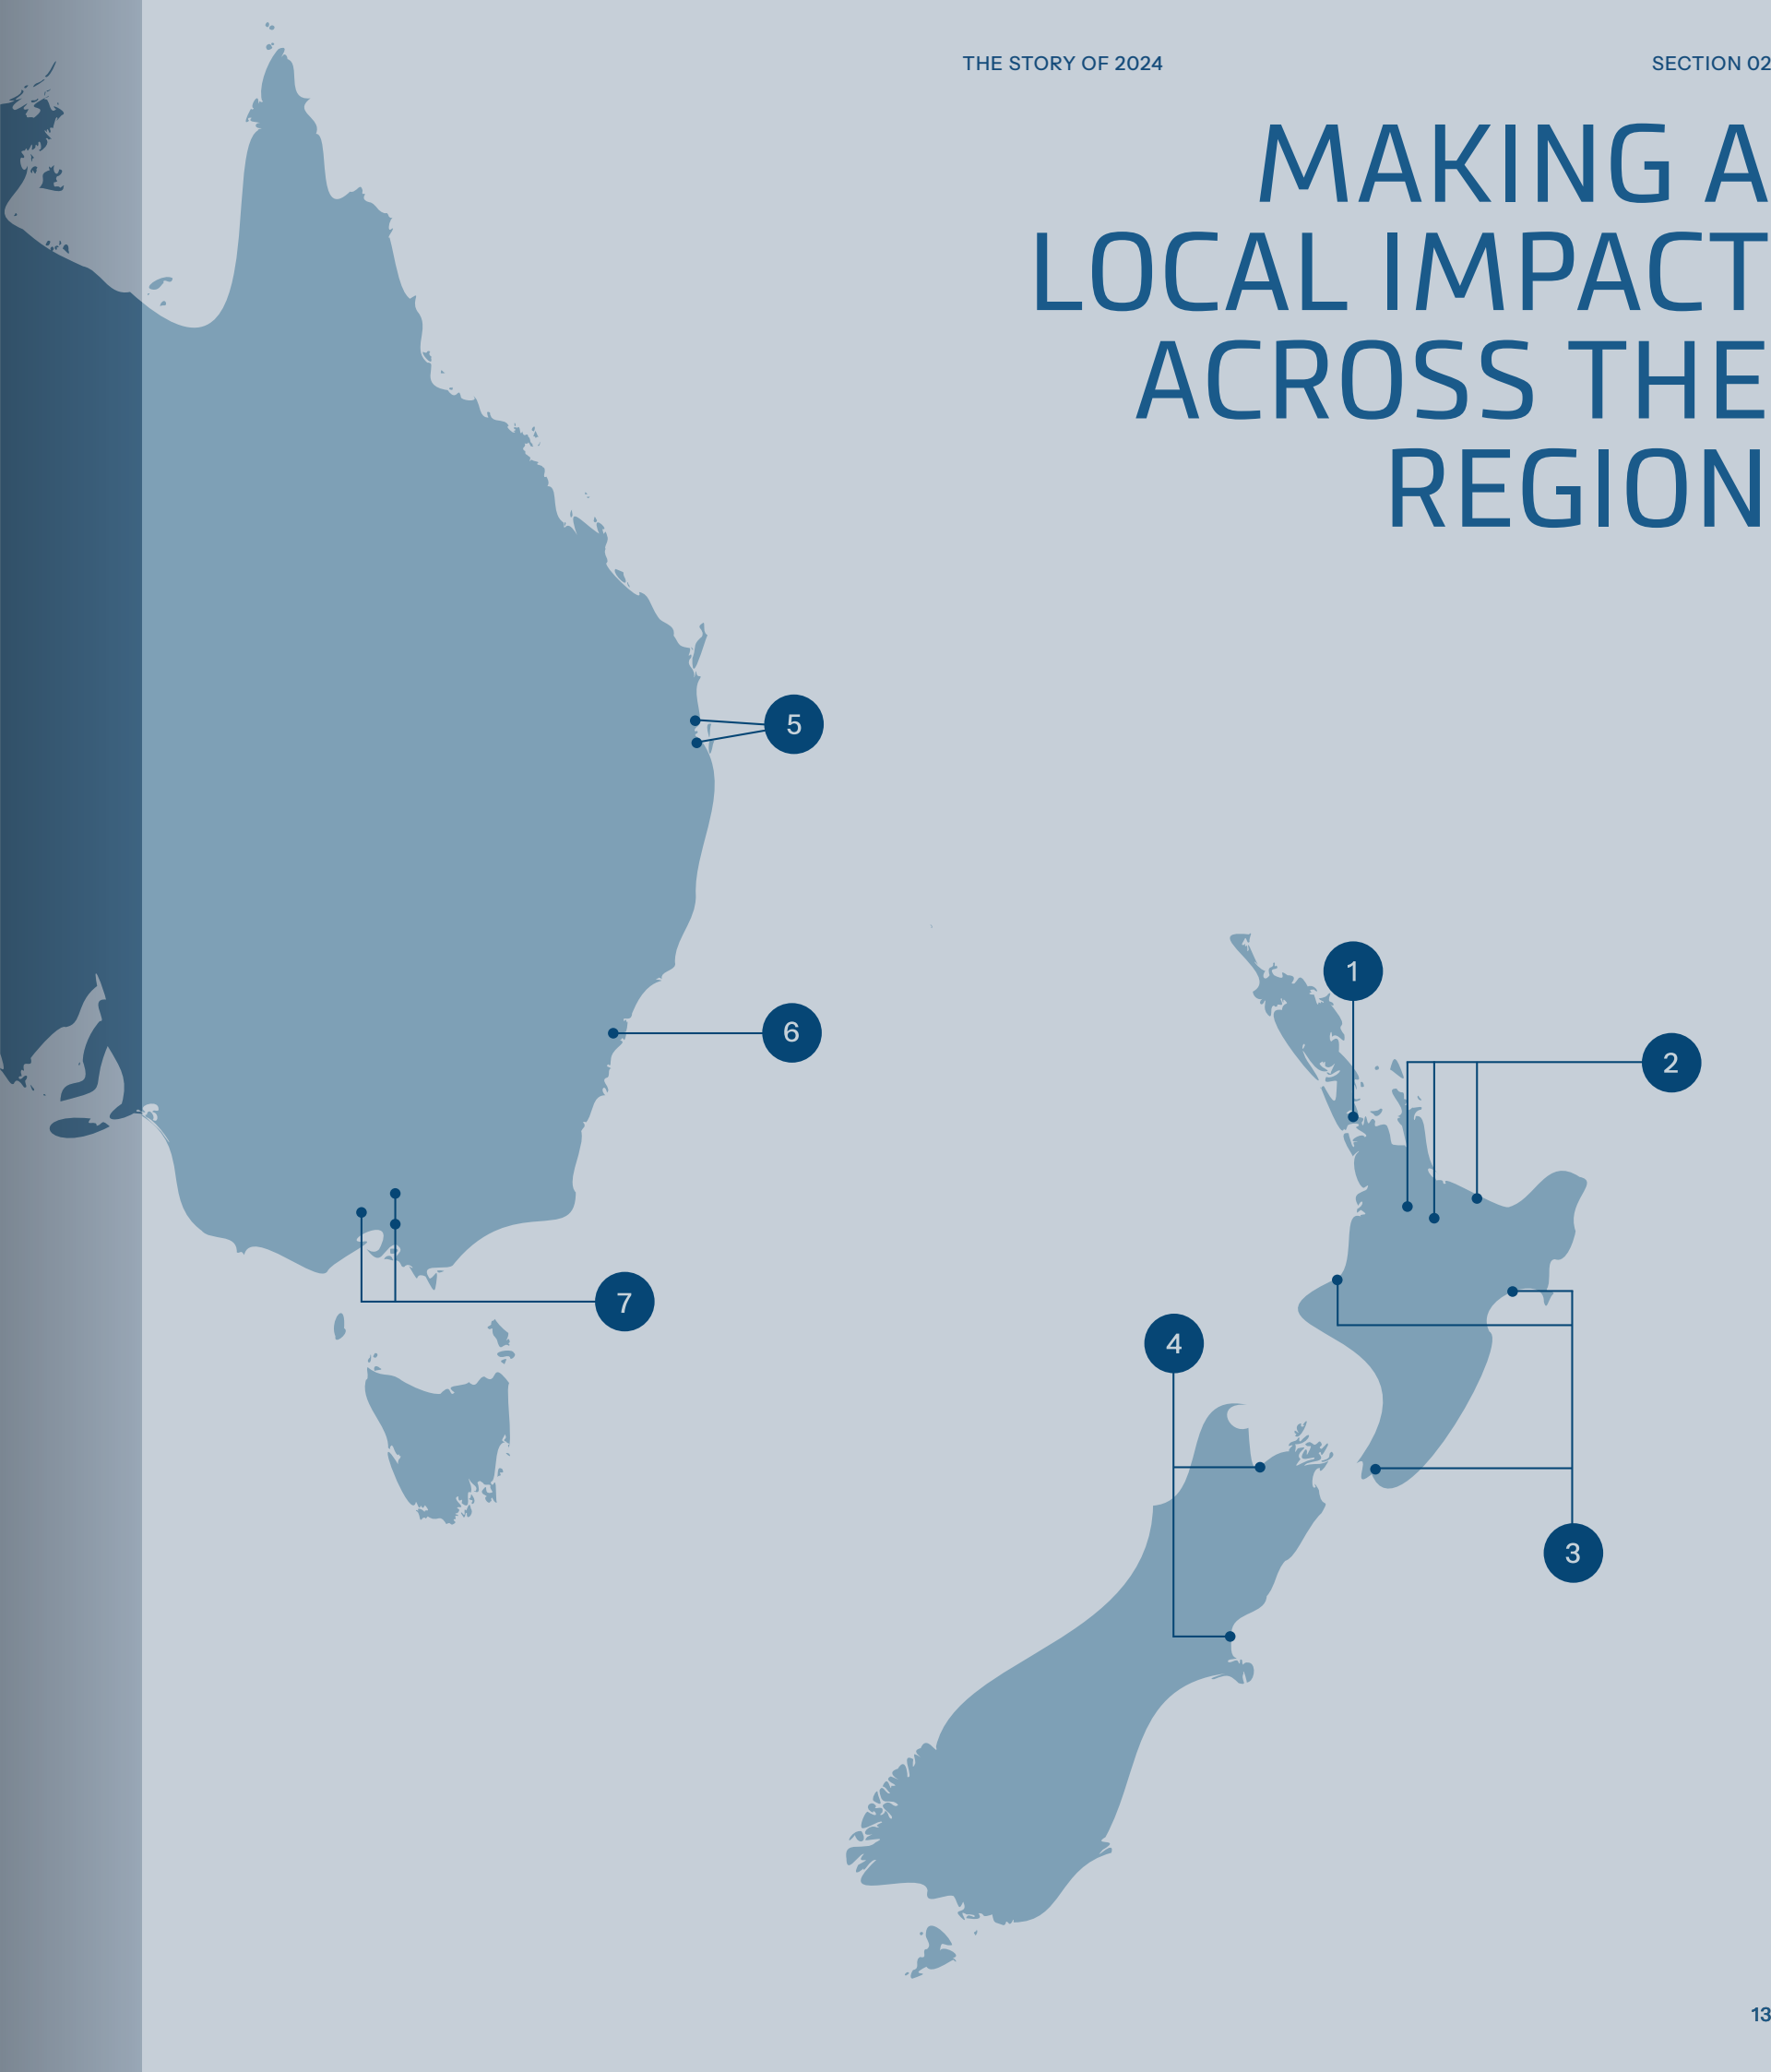 THE STORY OF 2024
SECTION 02
MAKING A
LOCAL IMPACT
ACROSS THE
REGION
5
1
6
2
7
4
3
13